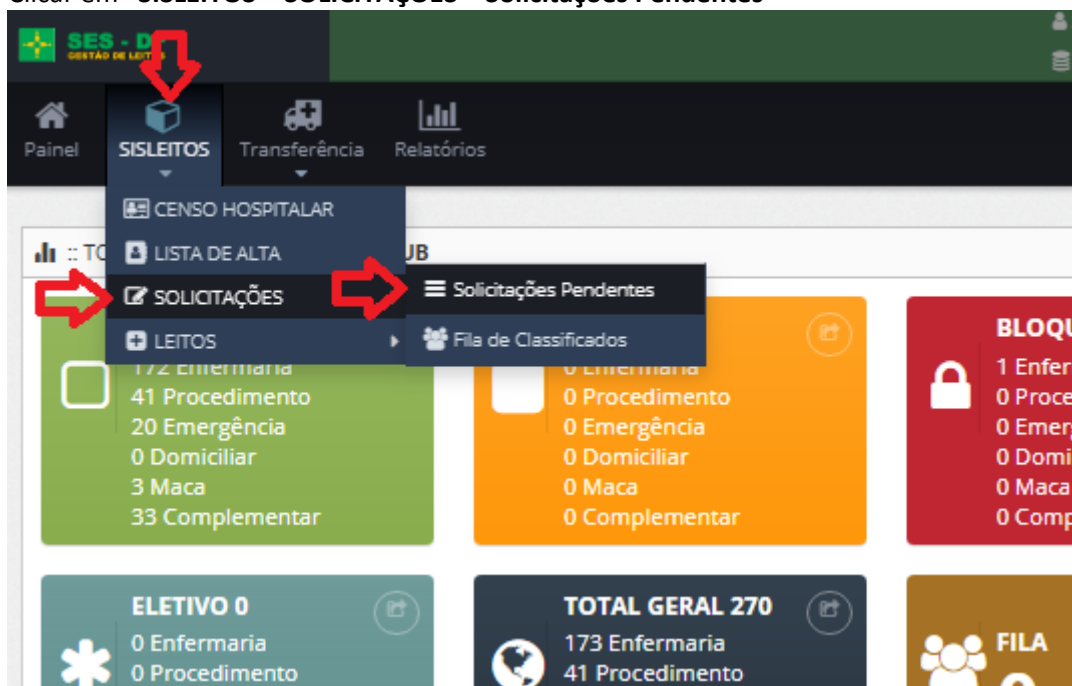 SES - D
GESTÃO DE LEITOS
Painel
SISLEITOS
Transferência
Relatórios
CENSO HOSPITALAR
LISTA DE ALTA
SOLICITAÇÕES
LEITOS
Solicitações Pendentes
Fila de Classificados
:: TO
UB
172 Enfermaria
41 Procedimento
20 Emergência
0 Domiciliar
3 Maca
33 Complementar
0 Enfermaria
0 Procedimento
0 Emergência
0 Domiciliar
0 Maca
0 Complementar
BLOQU
1 Enfer
0 Proce
0 Emer
0 Domi
0 Maca
0 Comp
ELETIVO 0
0 Enfermaria
0 Procedimento
TOTAL GERAL 270
173 Enfermaria
41 Procedimento
FILA